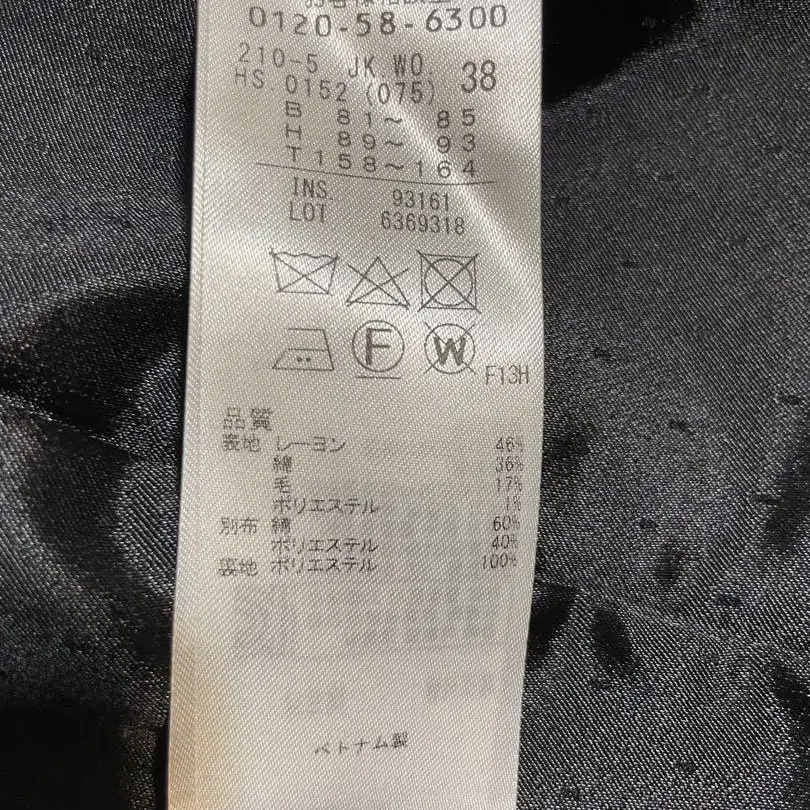 0120-58-6300
210-5 JK.WO. 38
HS.0152 (075)
B 81～ 85
H 89～ 93
T158～164
INS. 93161
LOT 6369318
F
W
F13H
品質
表地 レーヨン 46%
綿 36%
毛 17%
ポリエステル 1%
別布 綿 60%
ポリエステル 40%
裏地 ポリエステル 100%
ベトナム製